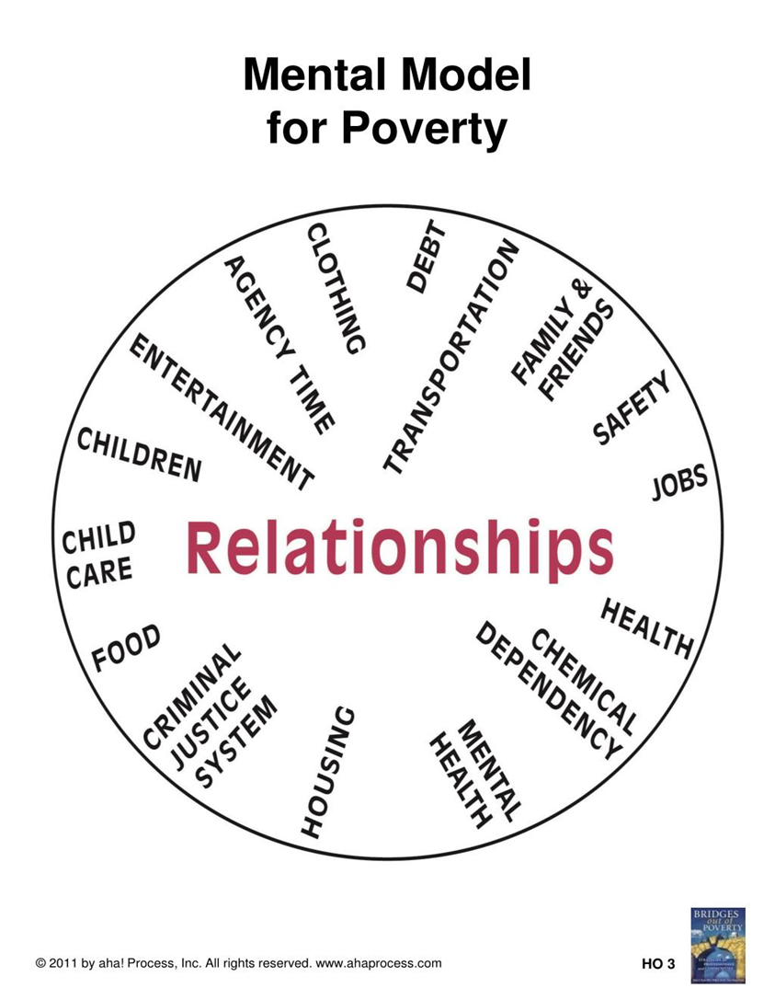 Mental Model
for Poverty
DEBT
TRANSPORTATION
FAMILY &
FRIENDS
SAFETY
JOBS
Relationships
HEALTH
CHEMICAL
DEPENDENCY
MENTAL
HEALTH
HOUSING
CRIMINAL
JUSTICE
SYSTEM
FOOD
CHILD
CARE
CHILDREN
ENTERTAINMENT
AGENCY TIME
CLOTHING
BRIDGES
out of
POVERTY
© 2011 by aha! Process, Inc. All rights reserved. www.ahaprocess.com
HO 3